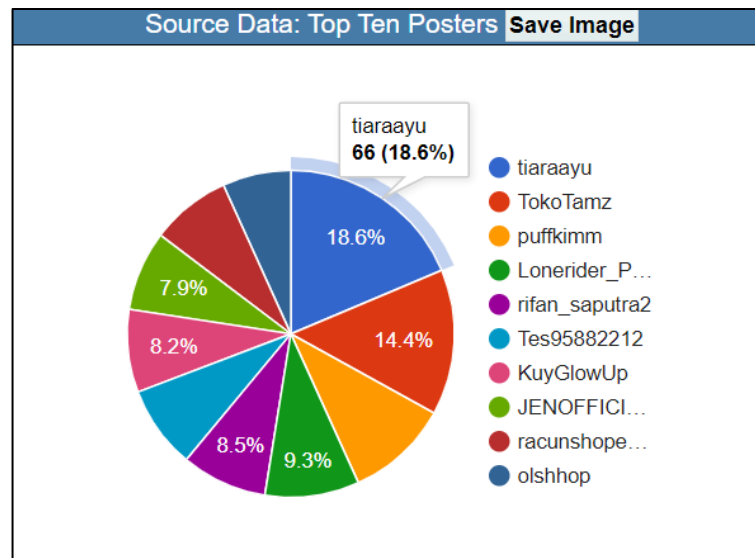 Source Data: Top Ten Posters Save Image
tiaraayu
66 (18.6%)
18.6%
14.4%
9.3%
8.5%
8.2%
7.9%
tiaraayu
TokoTamz
puffkimm
Lonerider_P...
rifan_saputra2
Tes95882212
KuyGlowUp
JENOFFICI...
racunshope...
olshhop